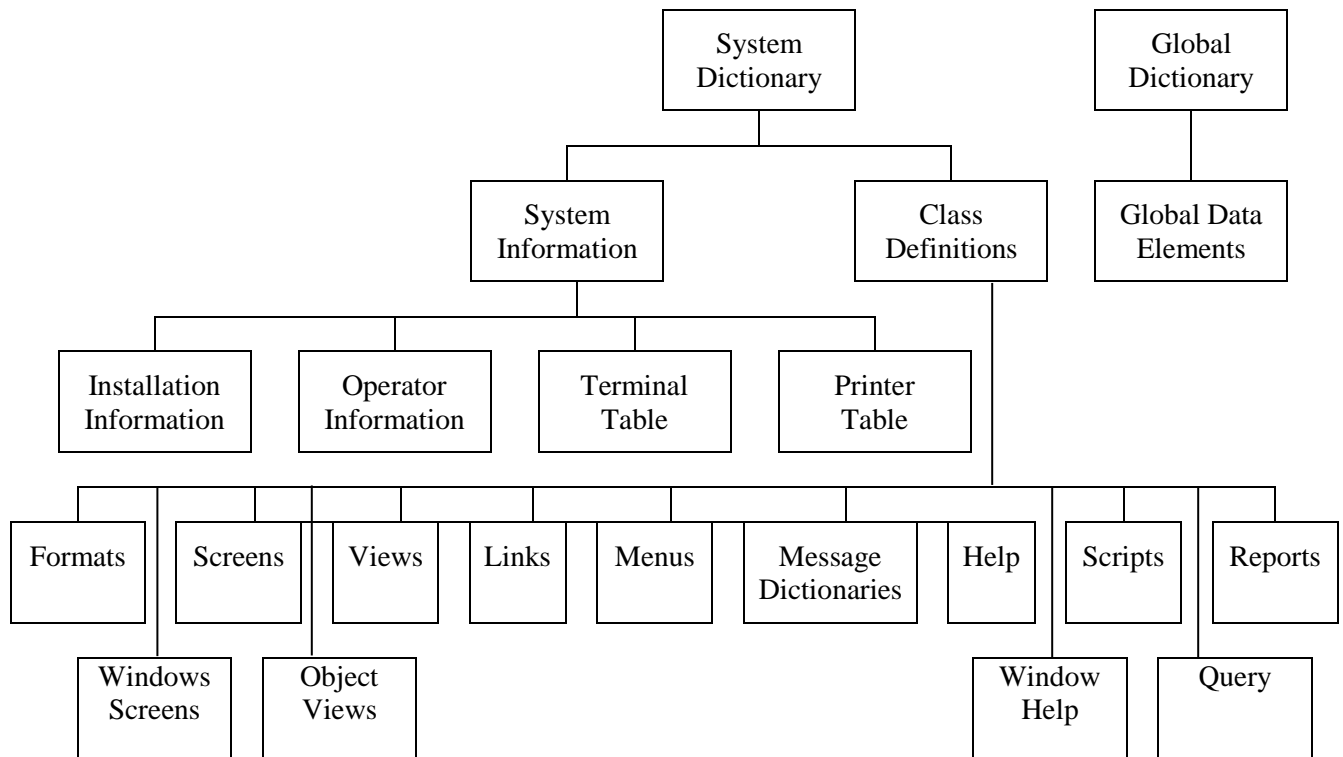 System
Dictionary
Global
Dictionary
System
Information
Class
Definitions
Global Data
Elements
Installation
Information
Operator
Information
Terminal
Table
Printer
Table
Formats
Screens
Views
Links
Menus
Message
Dictionaries
Help
Scripts
Reports
Windows
Screens
Object
Views
Window
Help
Query